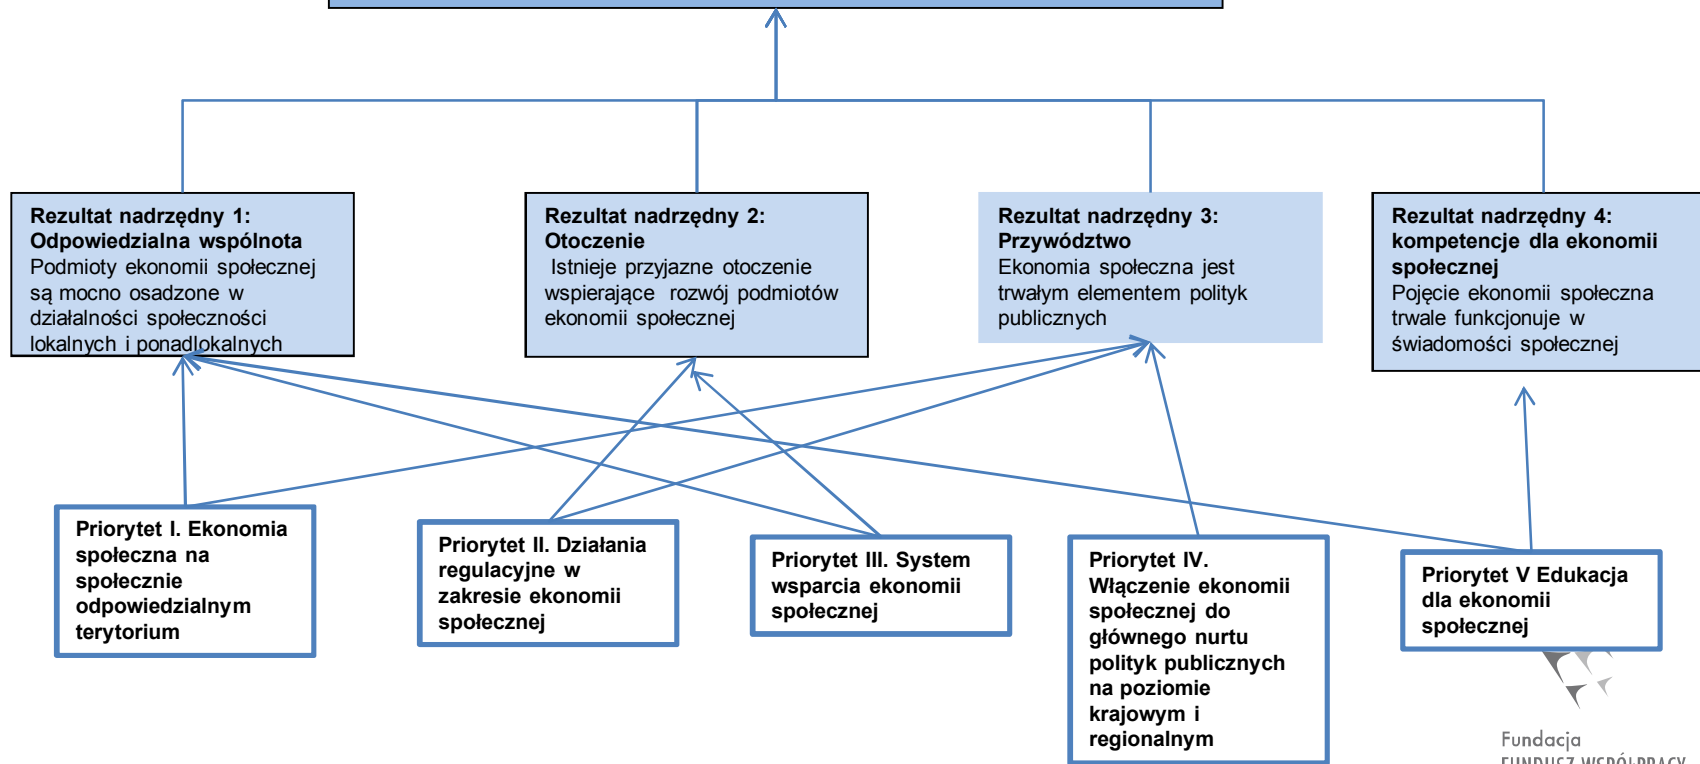 Rezultat nadrzędny 1:
Odpowiedzialna wspólnota
Podmioty ekonomii społecznej
są mocno osadzone w
działalności społeczności
lokalnych i ponadlokalnych
Rezultat nadrzędny 2:
Otoczenie
Istnieje przyjazne otoczenie
wspierające rozwój podmiotów
ekonomii społecznej
Rezultat nadrzędny 3:
Przywództwo
Ekonomia społeczna jest
trwałym elementem polityk
publicznych
Rezultat nadrzędny 4:
kompetencje dla ekonomii
społecznej
Pojęcie ekonomii społeczna
trwale funkcjonuje w
świadomości społecznej
Priorytet I. Ekonomia
społeczna na
społecznie
odpowiedzialnym
terytorium
Priorytet II. Działania
regulacyjne w
zakresie ekonomii
społecznej
Priorytet III. System
wsparcia ekonomii
społecznej
Priorytet IV.
Włączenie ekonomii
społecznej do
głównego nurtu
polityk publicznych
na poziomie
krajowym i
regionalnym
Priorytet V Edukacja
dla ekonomii
społecznej
Fundacja
FUNDUSZ WSPÓŁPRACY